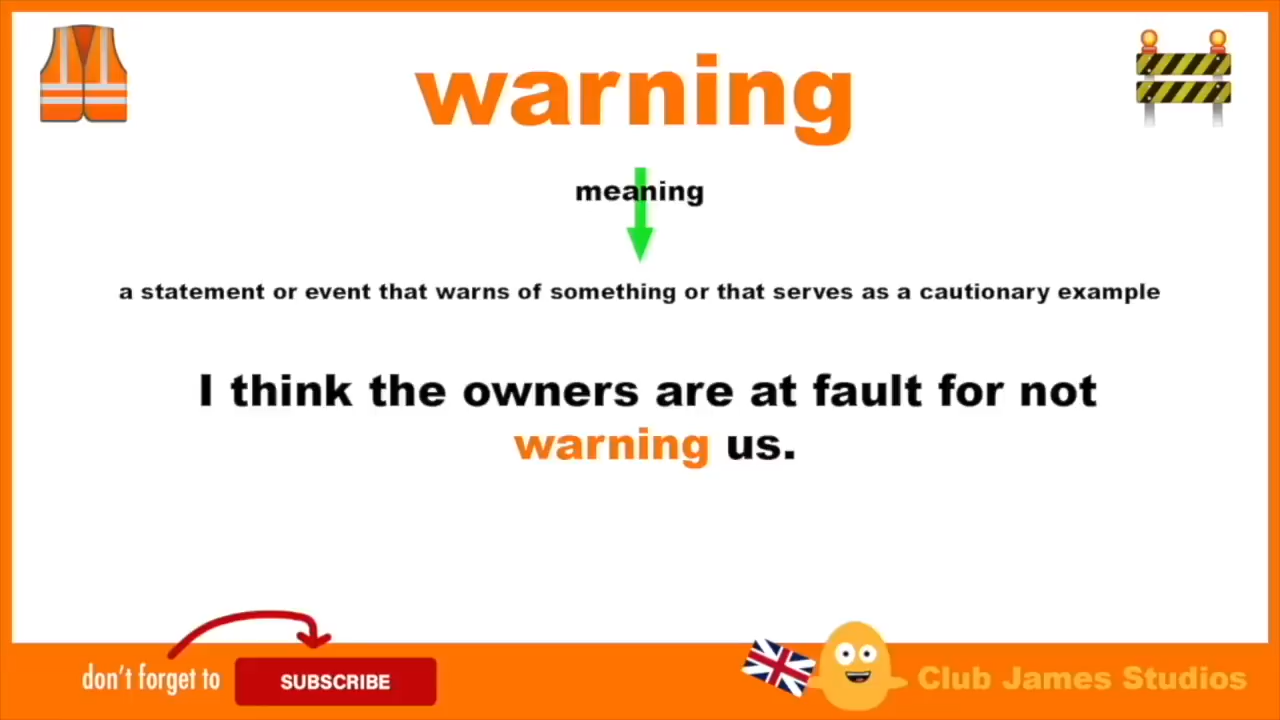 warning
meaning
a statement or event that warns of something or that serves as a cautionary example
I think the owners are at fault for not
warning us.
don't forget to
SUBSCRIBE
Club James Studios